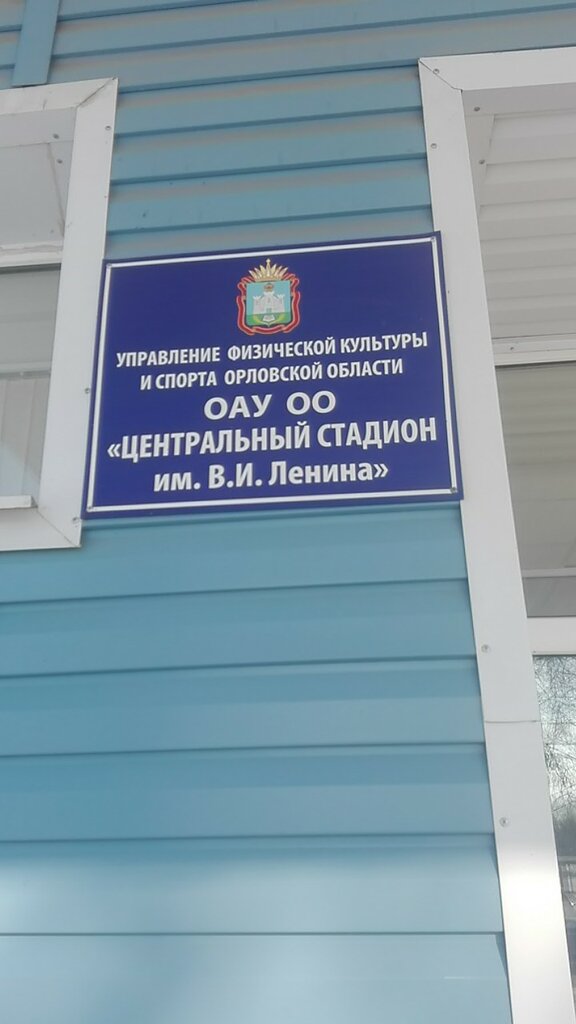 УПРАВЛЕНИЕ ФИЗИЧЕСКОЙ КУЛЬТУРЫ
И СПОРТА ОРЛОВСКОЙ ОБЛАСТИ
ОАУ ОО
«ЦЕНТРАЛЬНЫЙ СТАДИОН
им. В.И. Ленина»